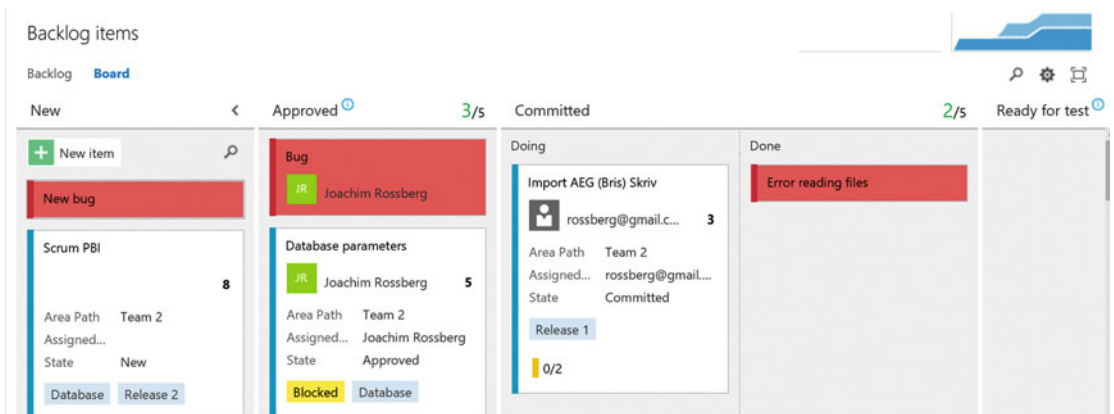 Backlog items
Backlog Board
New
Approved 3/5
Committed 2/5
Ready for test
New item
New bug
Scrum PBI
8
Area Path Team 2
Assigned...
State New
Database Release 2
Bug
JR Joachim Rossberg
Database parameters
JR Joachim Rossberg 5
Area Path Team 2
Assigned... Joachim Rossberg
State Approved
Blocked Database
Doing
Import AEG (Bris) Skriv
rossberg@gmail.c... 3
Area Path Team 2
Assigned... rossberg@gmail....
State Committed
Release 1
0/2
Done
Error reading files